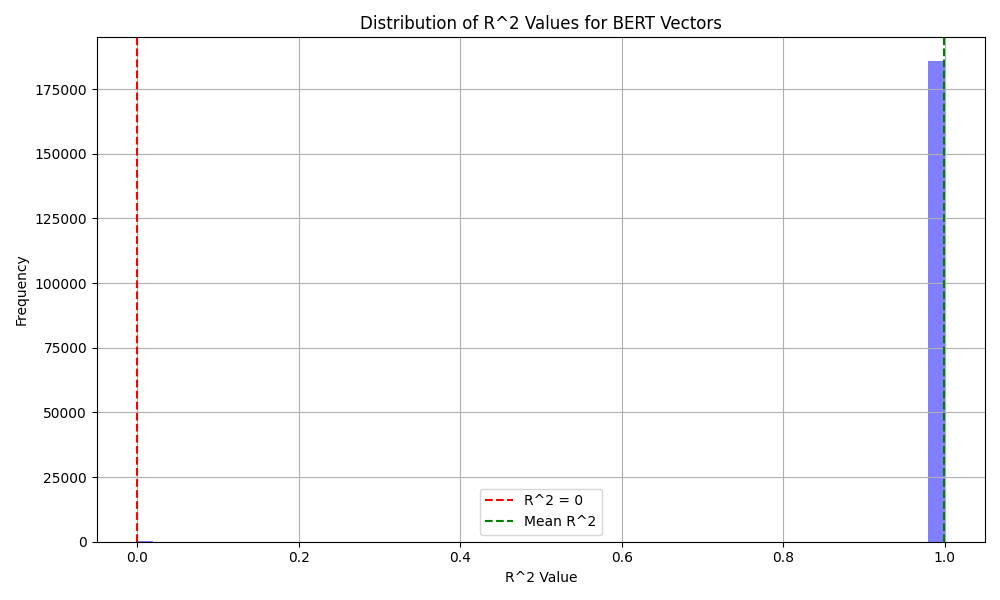 Distribution of R^2 Values for BERT Vectors
175000
150000
125000
100000
75000
50000
25000
0
Frequency
0.0 0.2 0.4 0.6 0.8 1.0
R^2 Value
R^2 = 0
Mean R^2